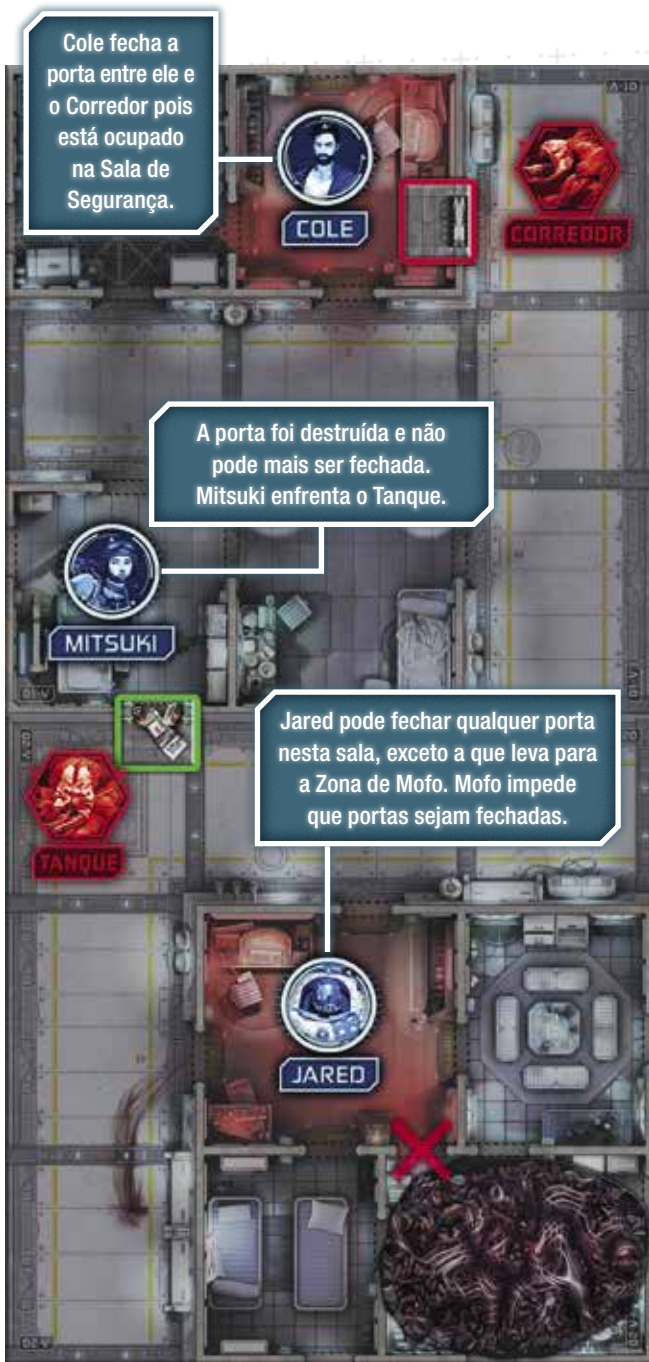 Cole fecha a
porta entre ele e
o Corredor pois
está ocupado
na Sala de
Segurança.
COLE
CORREDOR
A porta foi destruída e não
pode mais ser fechada.
Mitsuki enfrenta o Tanque.
MITSUKI
Jared pode fechar qualquer porta
nesta sala, exceto a que leva para
a Zona de Mofo. Mofo impede
que portas sejam fechadas.
TANQUE
JARED